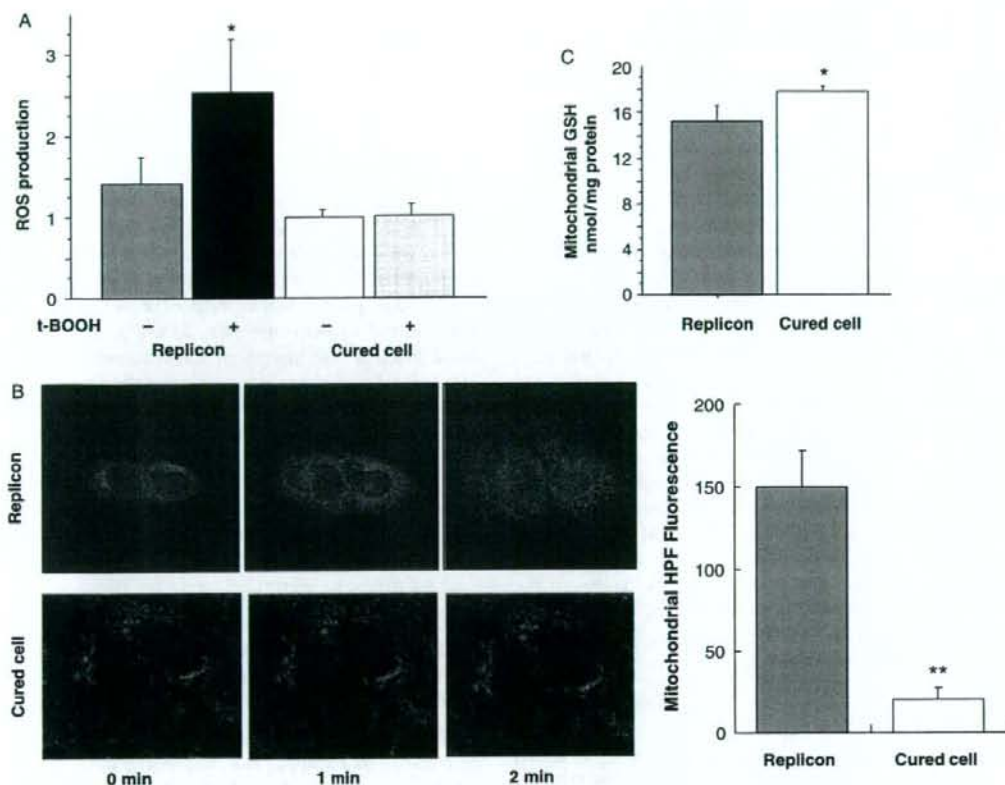 A
ROS production
3
2
1
0
*
t-BOOH
− + − +
Replicon Cured cell
C
Mitochondrial GSH
nmol/mg protein
20
16
12
8
4
0
*
Replicon Cured cell
B
Replicon
Cured cell
0 min 1 min 2 min
Mitochondrial HPF Fluorescence
200
150
100
50
0
**
Replicon Cured cell